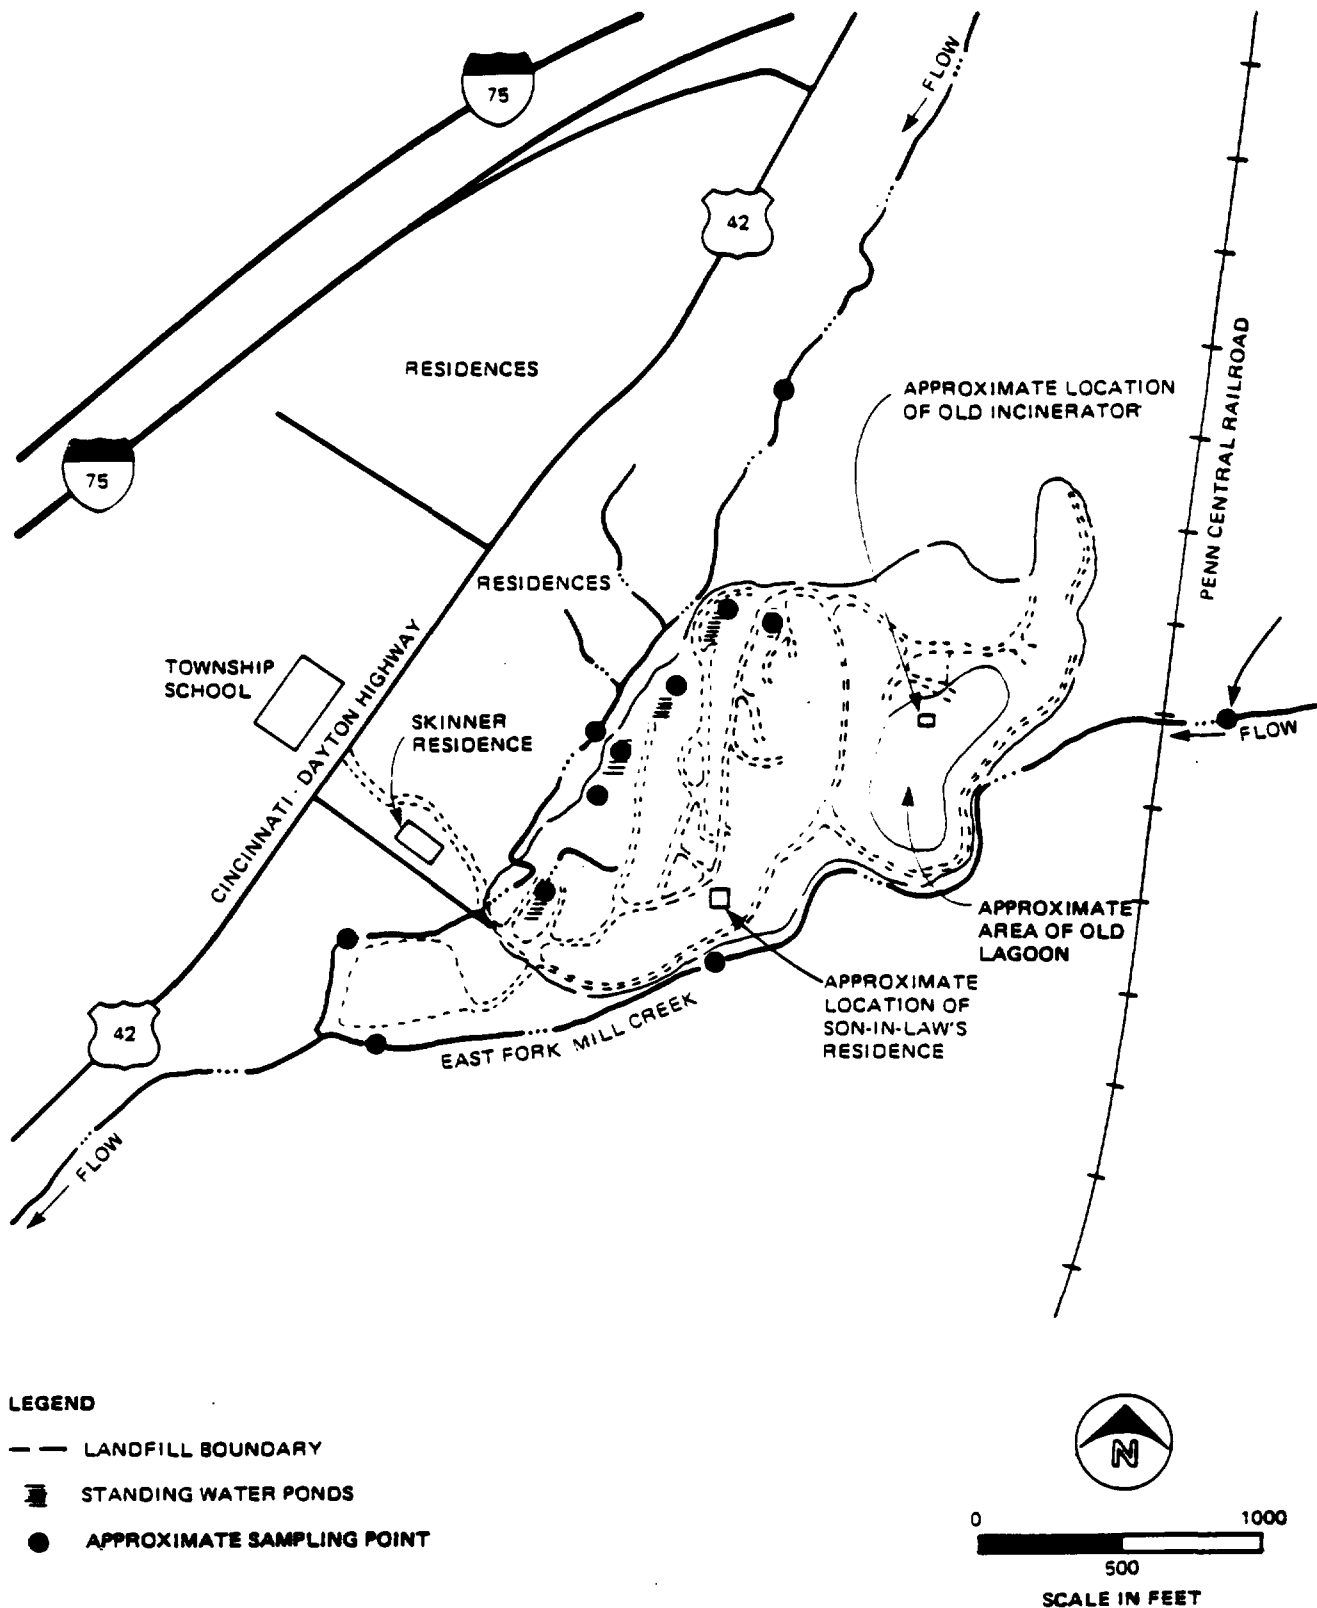 75
FLOW
42
RESIDENCES
APPROXIMATE LOCATION
OF OLD INCINERATOR
PENN CENTRAL RAILROAD
75
RESIDENCES
TOWNSHIP
SCHOOL
CINCINNATI - DAYTON HIGHWAY
SKINNER
RESIDENCE
FLOW
APPROXIMATE
AREA OF OLD
LAGOON
APPROXIMATE
LOCATION OF
SON-IN-LAW'S
RESIDENCE
42
EAST FORK MILL CREEK
FLOW
LEGEND
LANDFILL BOUNDARY
STANDING WATER PONDS
APPROXIMATE SAMPLING POINT
N
0 1000
500
SCALE IN FEET